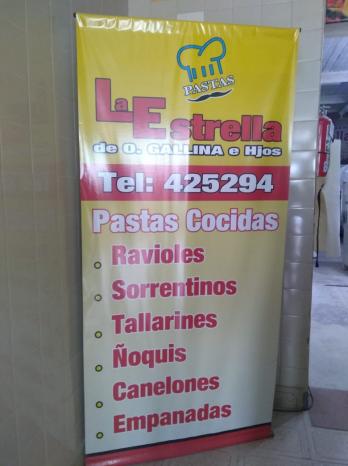 PASTAS
La Estrella
de O. GALLINA e Hjos
Tel: 425294
Pastas Cocidas
Ravioles
Sorrentinos
Tallarines
Ñoquis
Canelones
Empanadas